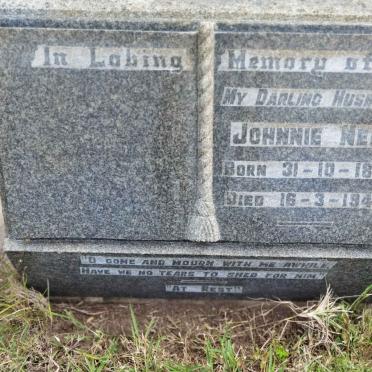 In Loving Memory of
My Darling Husb
Johnnie Ne
Born 31-10-18
Died 16-3-194
"O come and mourn with me awhile
Have we no tears to shed for him"
"At Rest"